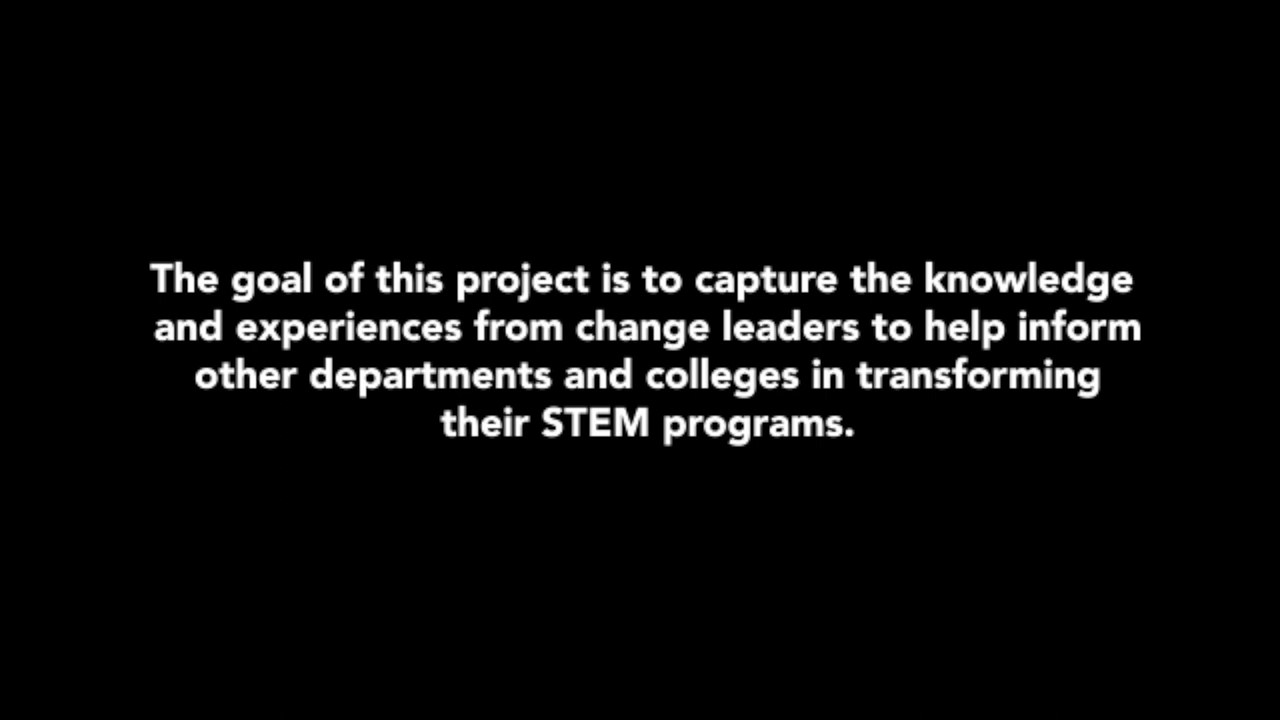 The goal of this project is to capture the knowledge
and experiences from change leaders to help inform
other departments and colleges in transforming
their STEM programs.